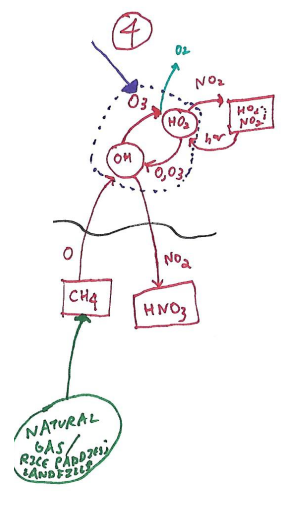 4
O2
O3
NO2
HO2
HO2;
NO2
hν
OH
O,O3
O
NO2
CH4
HNO3
NATURAL
GAS/
RICE PADDIES;
LANDFILLS